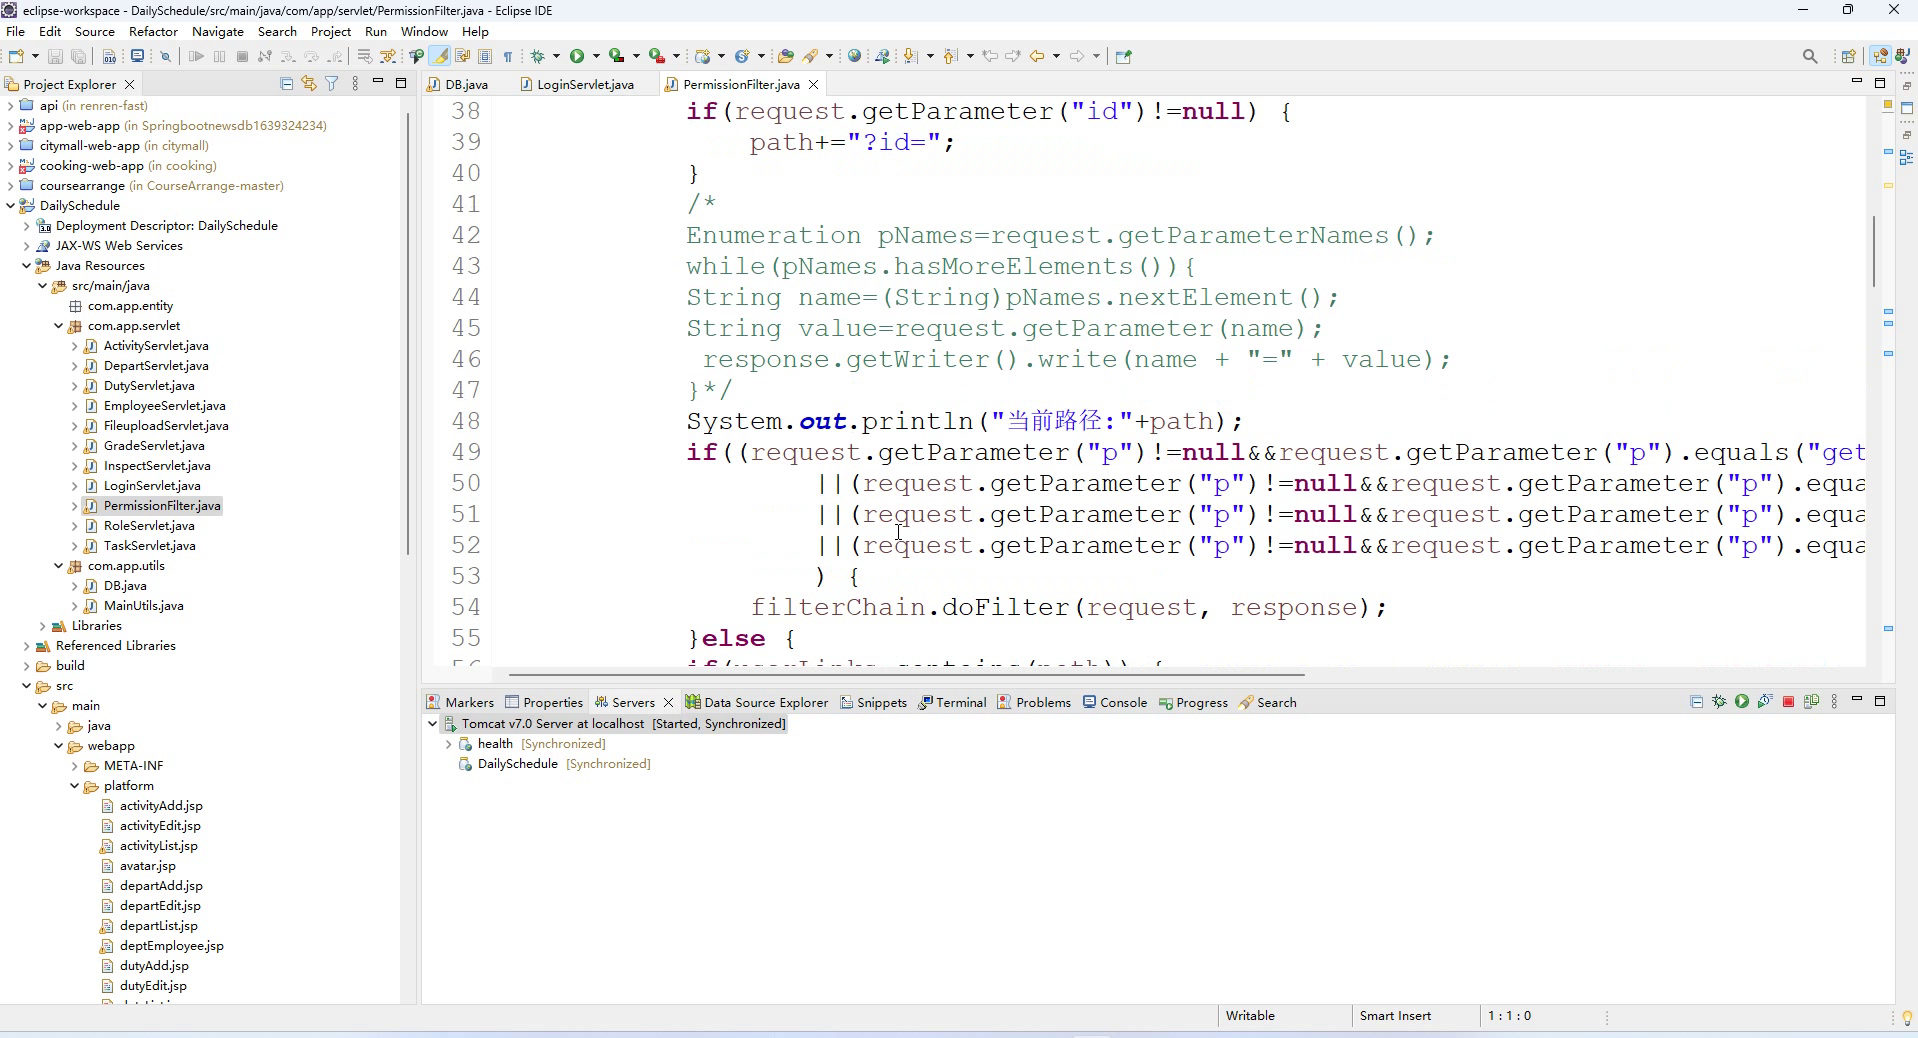 eclipse-workspace - DailySchedule/src/main/java/com/app/servlet/PermissionFilter.java - Eclipse IDE
File Edit Source Refactor Navigate Search Project Run Window Help
Project Explorer
api (in renren-fast)
app-web-app (in Springbootnewsdb1639324234)
citymall-web-app (in citymall)
cooking-web-app (in cooking)
coursearrange (in CourseArrange-master)
DailySchedule
Deployment Descriptor: DailySchedule
JAX-WS Web Services
Java Resources
src/main/java
com.app.entity
com.app.servlet
ActivityServlet.java
DepartServlet.java
DutyServlet.java
EmployeeServlet.java
FileuploadServlet.java
GradeServlet.java
InspectServlet.java
LoginServlet.java
PermissionFilter.java
RoleServlet.java
TaskServlet.java
com.app.utils
DB.java
MainUtils.java
Libraries
Referenced Libraries
build
src
main
java
webapp
META-INF
platform
activityAdd.jsp
activityEdit.jsp
activityList.jsp
avatar.jsp
departAdd.jsp
departEdit.jsp
departList.jsp
deptEmployee.jsp
dutyAdd.jsp
dutyEdit.jsp
DB.java LoginServlet.java PermissionFilter.java
38 if(request.getParameter("id")!=null) {
39 path+="?id=";
40 }
41 /*
42 Enumeration pNames=request.getParameterNames();
43 while(pNames.hasMoreElements()){
44 String name=(String)pNames.nextElement();
45 String value=request.getParameter(name);
46 response.getWriter().write(name + "=" + value);
47 }*/
48 System.out.println("当前路径:"+path);
49 if((request.getParameter("p")!=null&&request.getParameter("p").equals("get
50 ||(request.getParameter("p")!=null&&request.getParameter("p").equa
51 ||(request.getParameter("p")!=null&&request.getParameter("p").equa
52 ||(request.getParameter("p")!=null&&request.getParameter("p").equa
53 ) {
54 filterChain.doFilter(request, response);
55 }else {
Markers Properties Servers Data Source Explorer Snippets Terminal Problems Console Progress Search
Tomcat v7.0 Server at localhost [Started, Synchronized]
health [Synchronized]
DailySchedule [Synchronized]
Writable Smart Insert 1:1:0